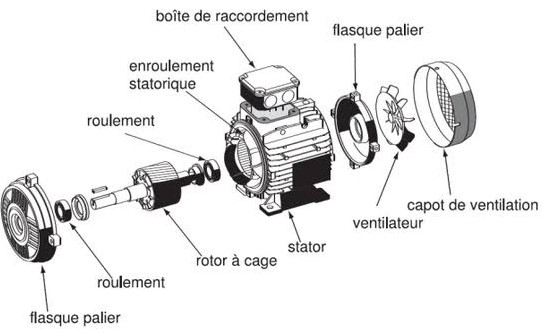 boîte de raccordement
flasque palier
enroulement
statorique
roulement
capot de ventilation
ventilateur
stator
rotor à cage
roulement
flasque palier